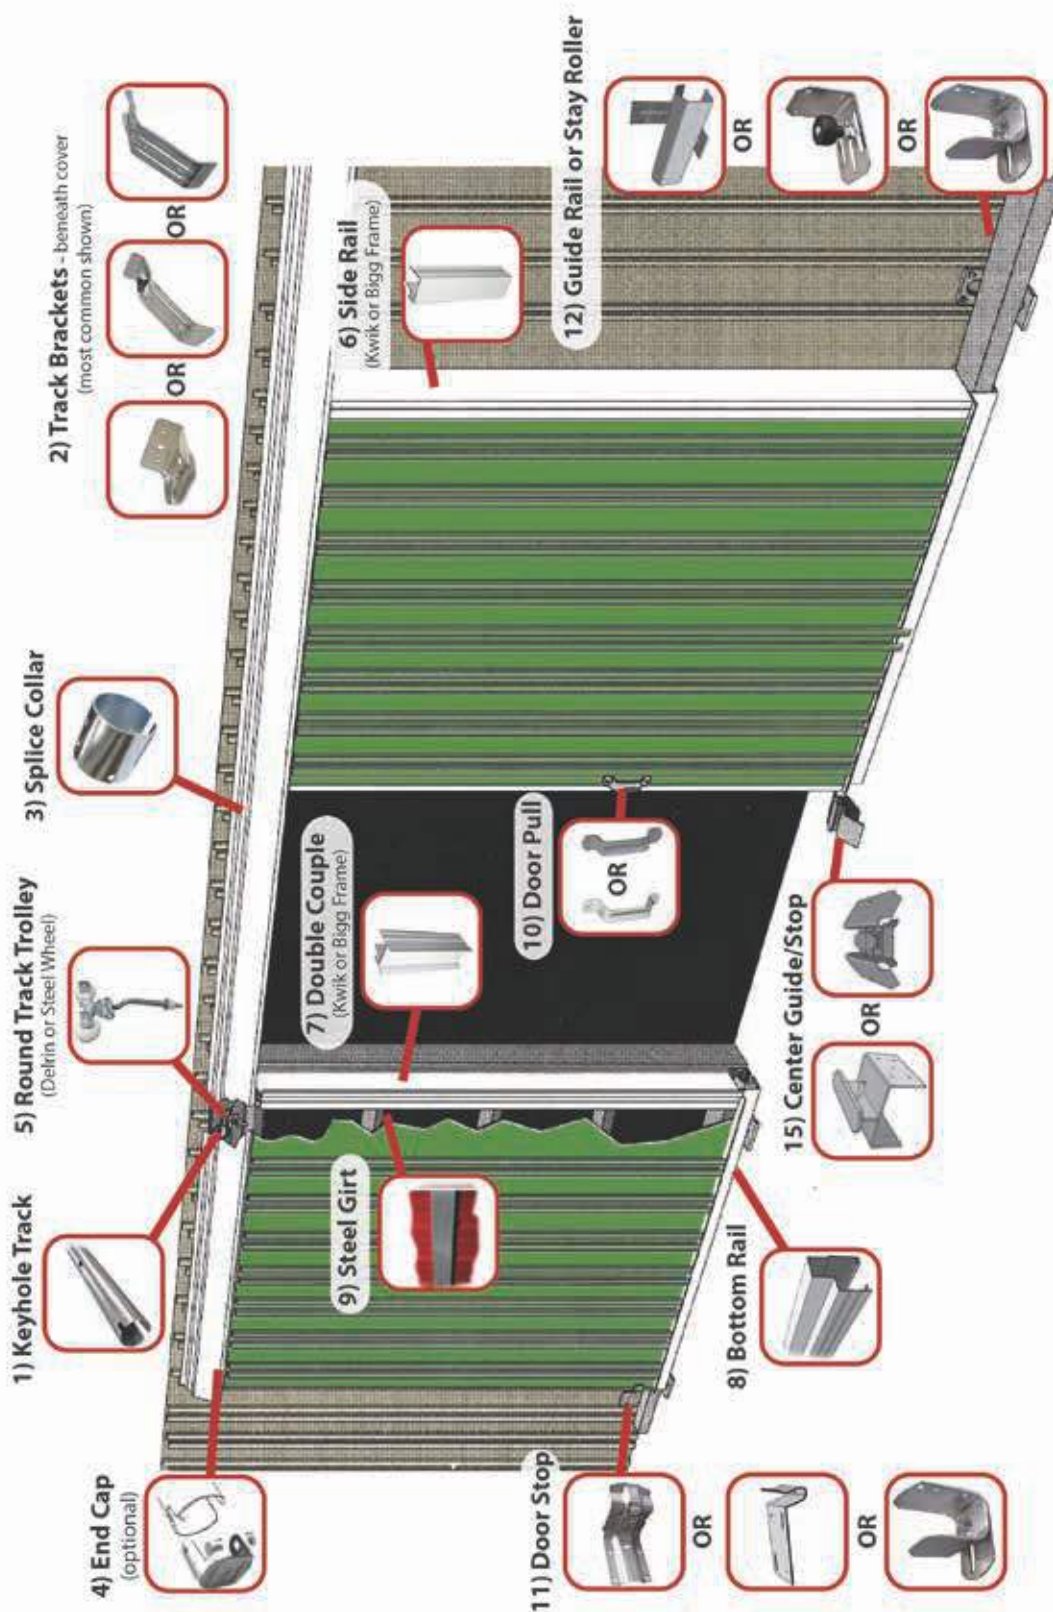 1) Keyhole Track
5) Round Track Trolley
(Delrin or Steel Wheel)
3) Splice Collar
2) Track Brackets - beneath cover
(most common shown)
OR
OR
4) End Cap
(optional)
6) Side Rail
(Kwik or Bigg Frame)
7) Double Couple
(Kwik or Bigg Frame)
9) Steel Girt
10) Door Pull
OR
12) Guide Rail or Stay Roller
OR
OR
11) Door Stop
OR
OR
8) Bottom Rail
15) Center Guide/Stop
OR